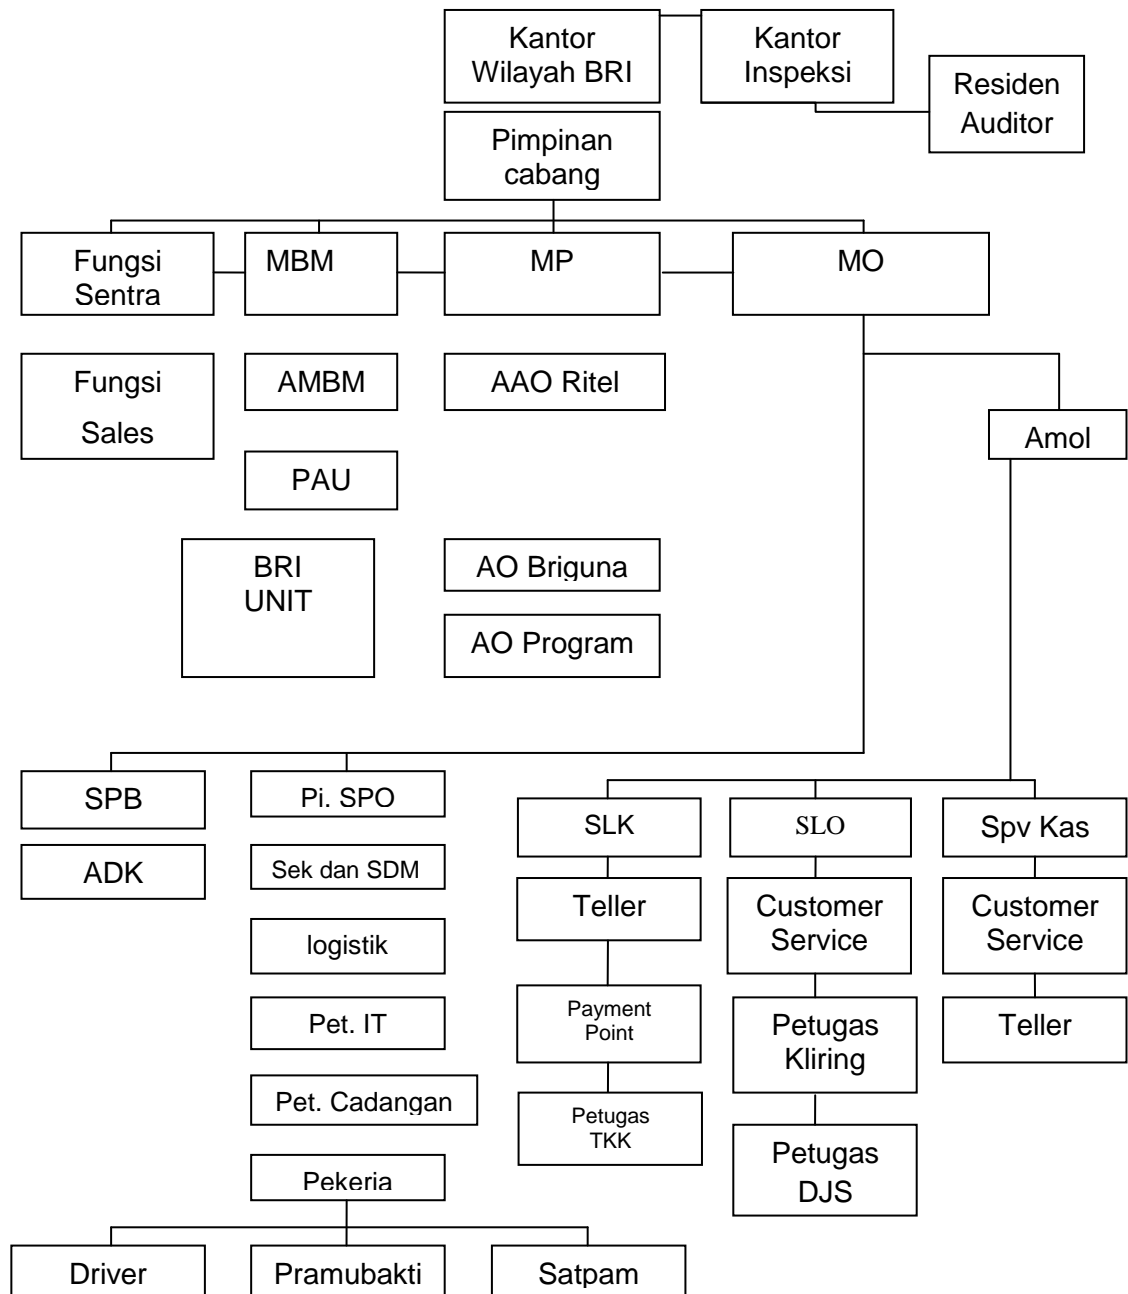 Kantor
Wilayah BRI
Kantor
Inspeksi
Residen
Auditor
Pimpinan
cabang
Fungsi
Sentra
MBM
MP
MO
Fungsi
Sales
AMBM
AAO Ritel
Amol
PAU
BRI
UNIT
AO Briguna
AO Program
SPB
Pj. SPO
SLK
SLO
Spv Kas
ADK
Sek dan SDM
Teller
Customer
Service
Customer
Service
logistik
Pet. IT
Payment
Point
Petugas
Kliring
Teller
Pet. Cadangan
Petugas
TKK
Petugas
DJS
Pekerja
Driver
Pramubakti
Satpam